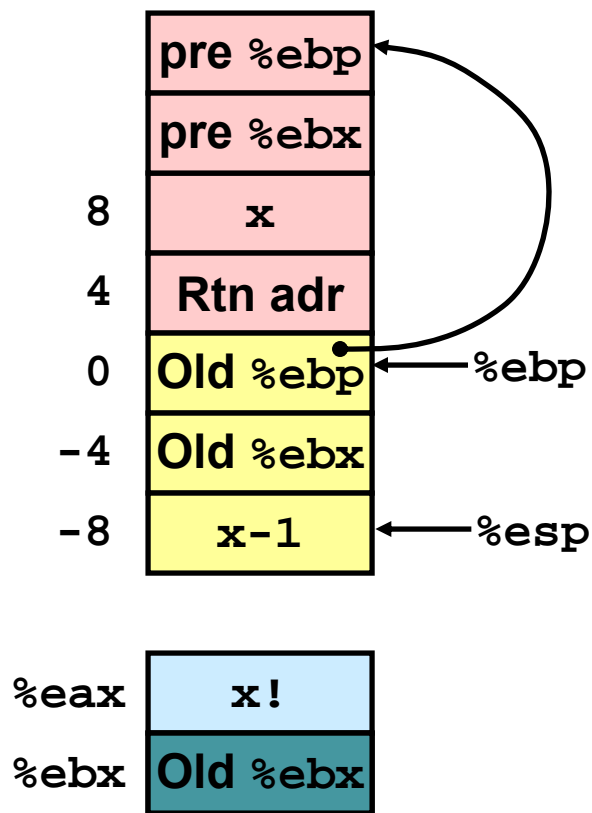 pre %ebp
pre %ebx
8 x
4 Rtn adr
0 Old %ebp %ebp
-4 Old %ebx
-8 x-1 %esp
%eax x!
%ebx Old %ebx